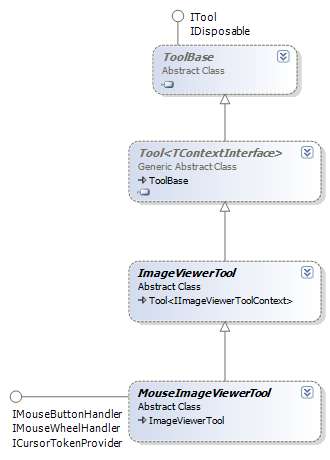 ITool
IDisposable
ToolBase
Abstract Class
Tool<TContextInterface>
Generic Abstract Class
ToolBase
ImageViewerTool
Abstract Class
Tool<IImageViewerToolContext>
MouseImageViewerTool
Abstract Class
ImageViewerTool
IMouseButtonHandler
IMouseWheelHandler
ICursorTokenProvider